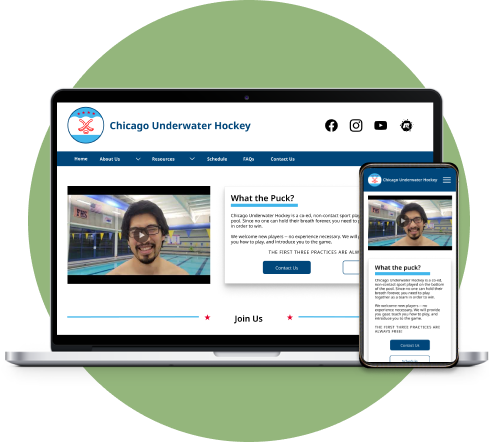 Chicago Underwater Hockey
Home About Us Resources Schedule FAQs Contact Us
What the Puck?
Chicago Underwater Hockey is a co-ed, non-contact sport play
pool. Since no one can hold their breath forever, you need to p
in order to win.
We welcome new players -- no experience necessary. We will p
you how to play, and introduce you to the game.
THE FIRST THREE PRACTICES ARE ALWA
Contact Us
Join Us
Chicago Underwater Hockey
What the puck?
Chicago Underwater Hockey is a co-ed,
non-contact sport played on the bottom
of the pool. Since no one can hold their
breath forever, you need to play
together as a team in order to win.
We welcome new players -- no
experience necessary. We will provide
you gear, teach you how to play, and
introduce you to the game.
THE FIRST THREE PRACTICES ARE
ALWAYS FREE!
Contact Us
Schedule